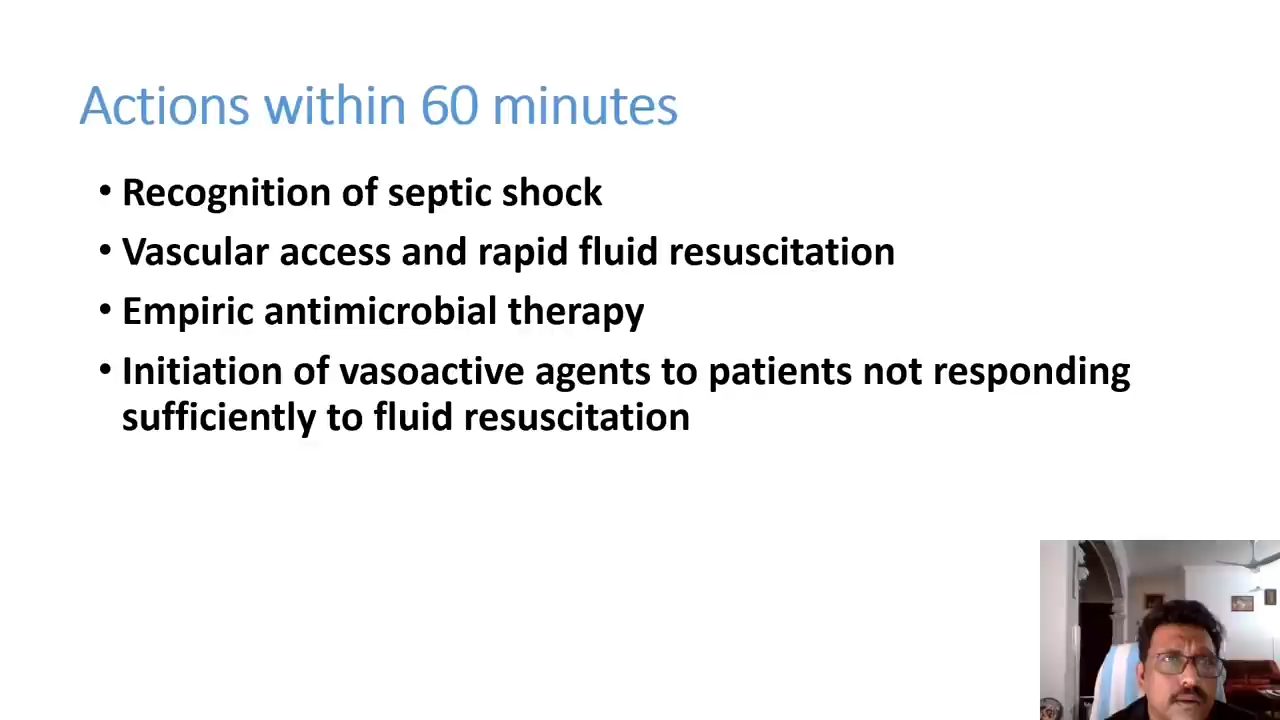 Actions within 60 minutes
• Recognition of septic shock
• Vascular access and rapid fluid resuscitation
• Empiric antimicrobial therapy
• Initiation of vasoactive agents to patients not responding
sufficiently to fluid resuscitation